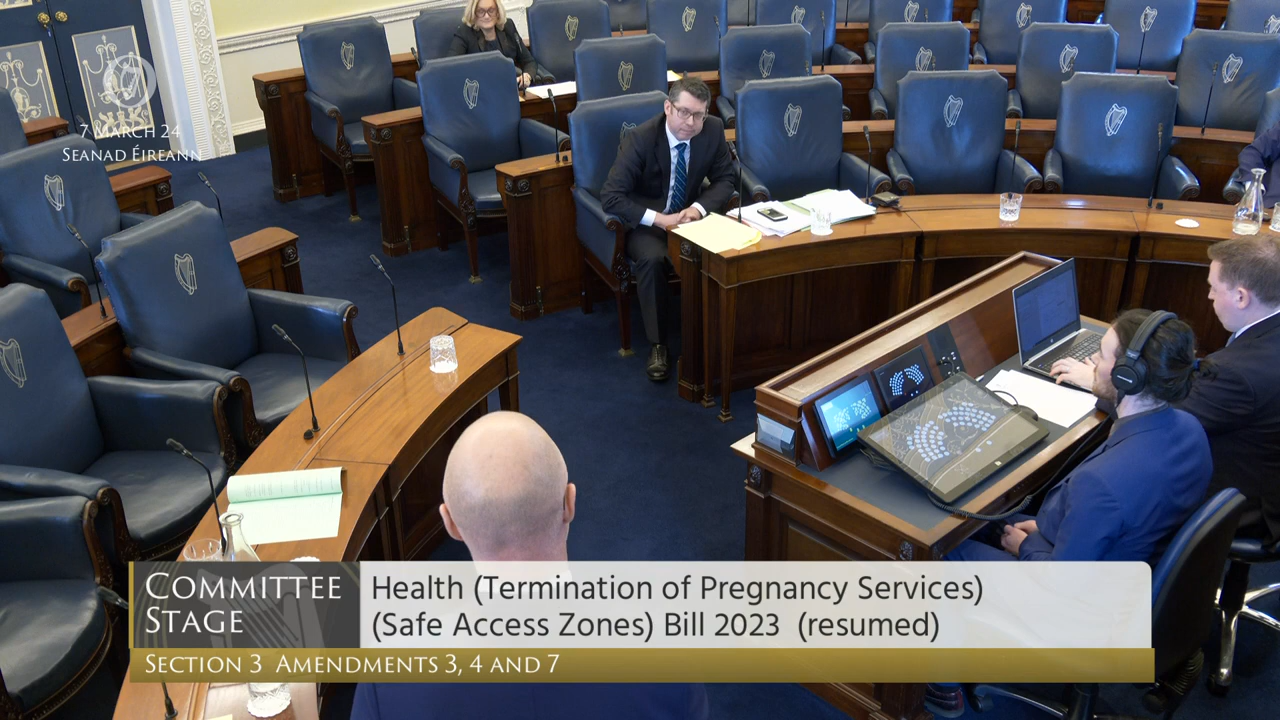 7 March 24
Seanad Éireann
Committee
Stage
Health (Termination of Pregnancy Services)
(Safe Access Zones) Bill 2023 (resumed)
Section 3 Amendments 3, 4 and 7